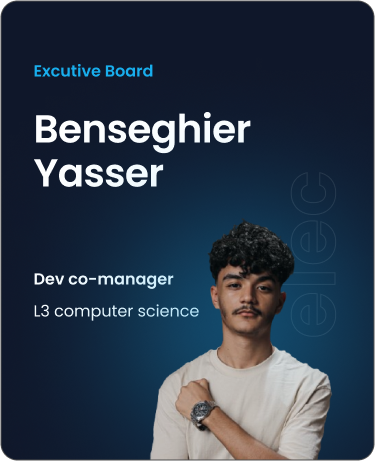 Excutive Board
Benseghier
Yasser
Dev co-manager
L3 computer science
elec